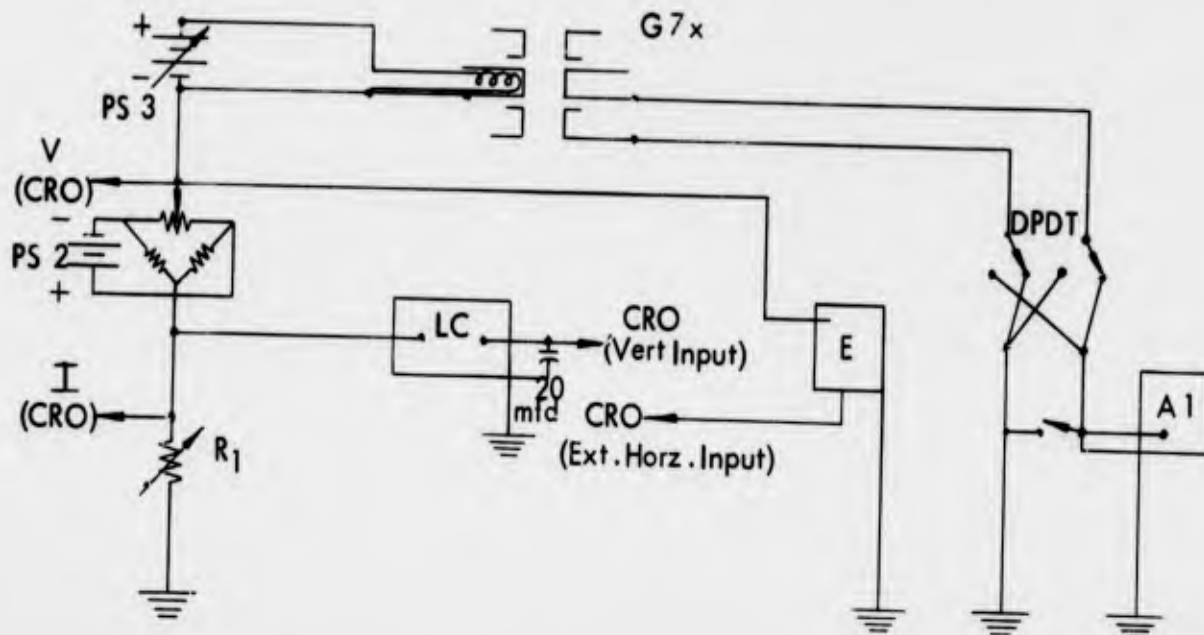 G7x
+
-
PS 3
V
(CRO)
-
PS 2
+
DPDT
LC
CRO
(Vert Input)
20
mfd
E
I
(CRO)
CRO
(Ext. Horz. Input)
A1
R1